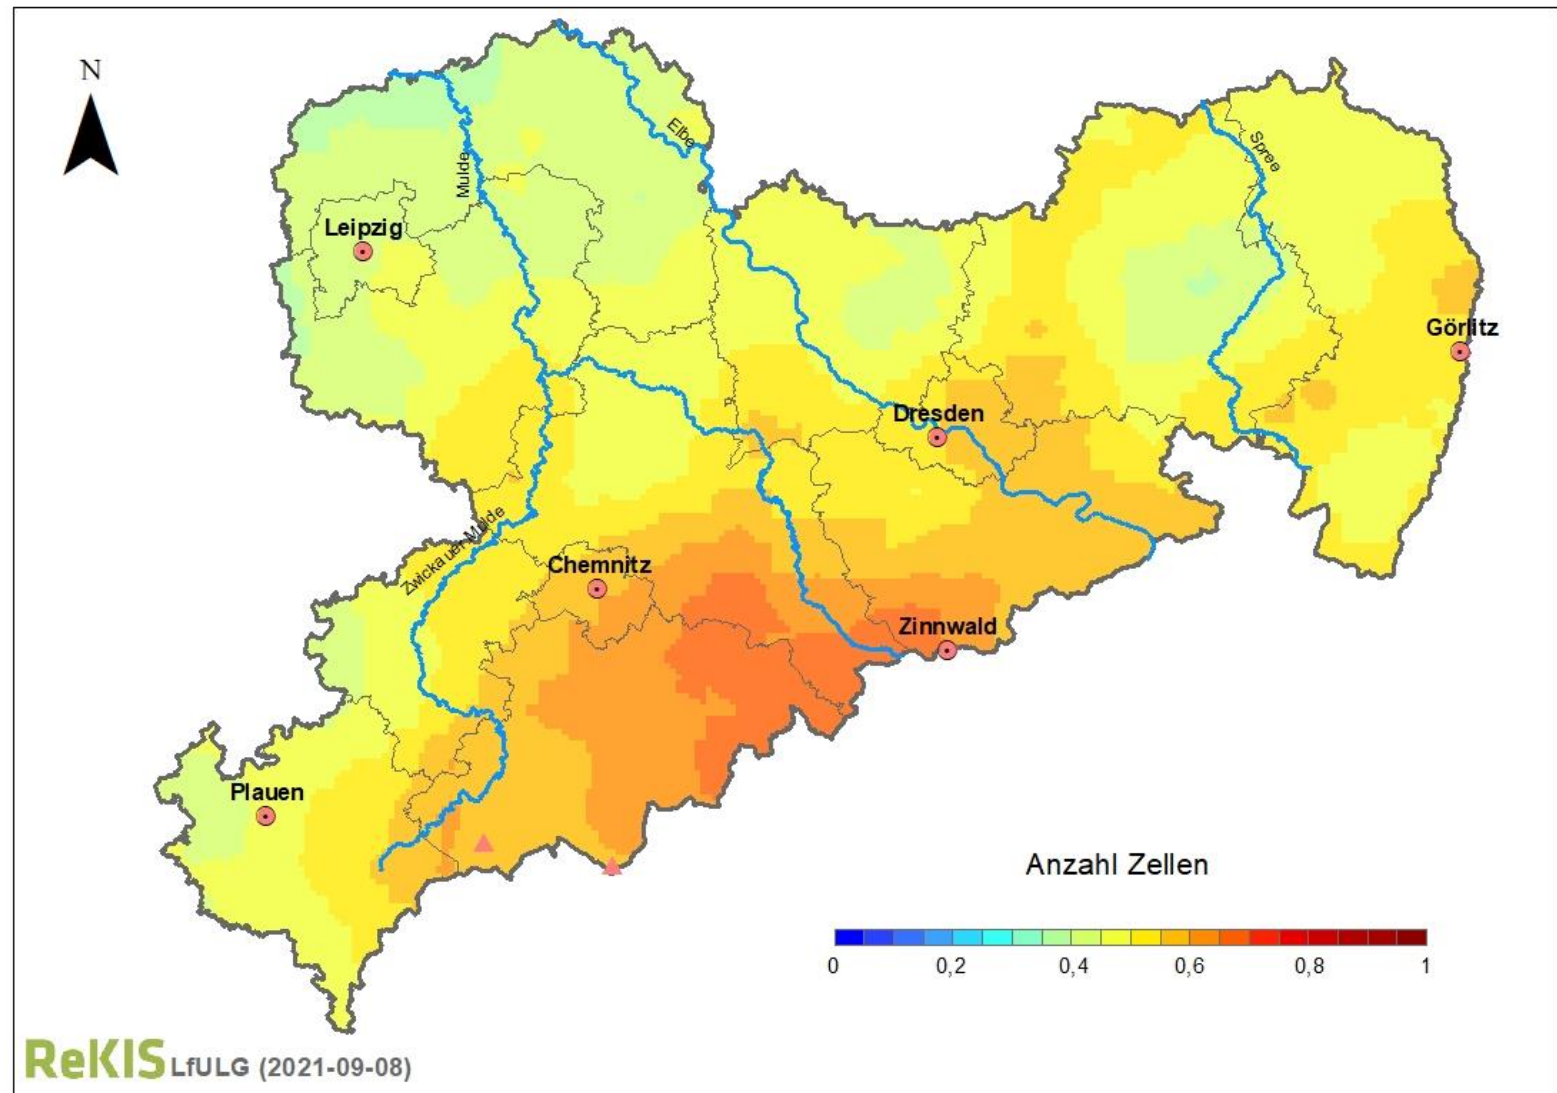 N
Elbe
Mulde
Spree
Leipzig
Görlitz
Dresden
Zwickauer Mulde
Chemnitz
Zinnwald
Plauen
Anzahl Zellen
0 0,2 0,4 0,6 0,8 1
ReKIS LfULG (2021-09-08)